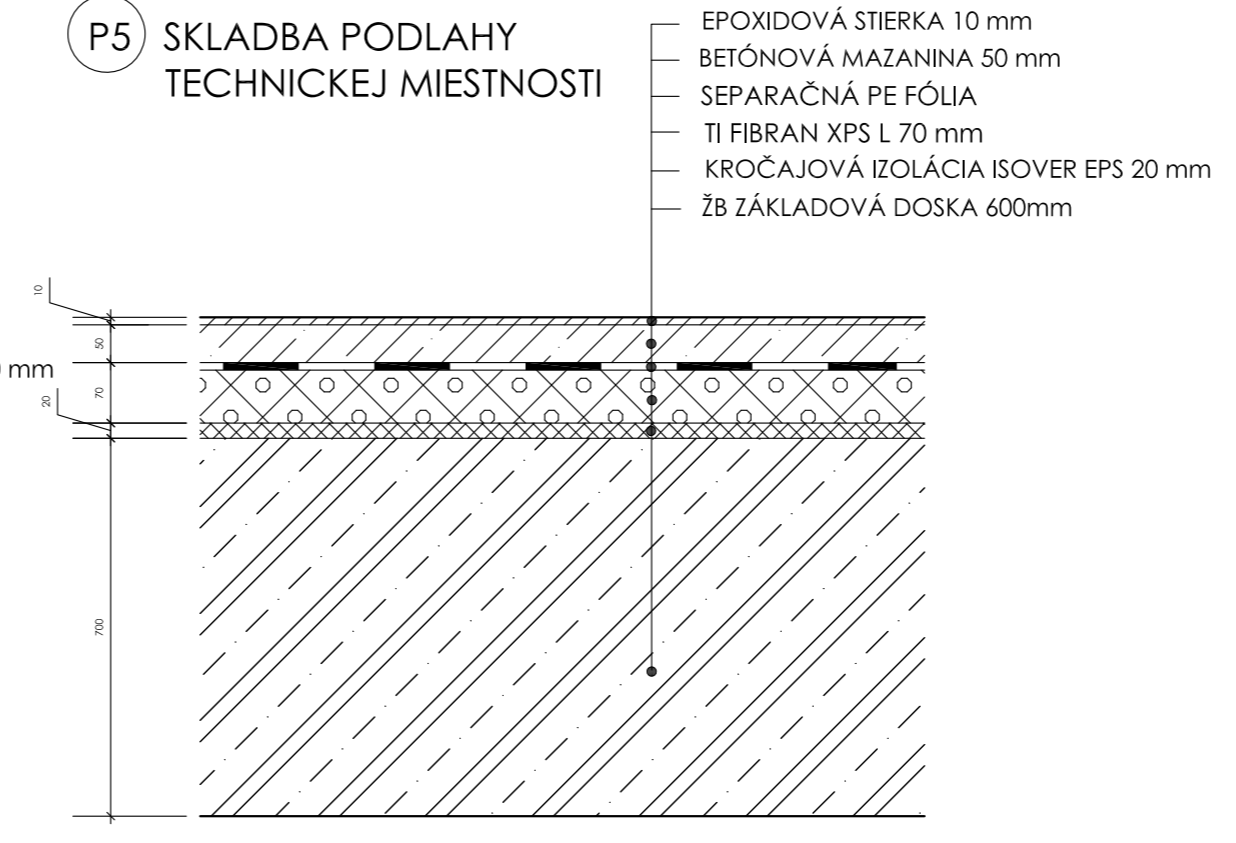 P5 SKLADBA PODLAHY
TECHNICKEJ MIESTNOSTI
EPOXIDOVÁ STIERKA 10 mm
BETÓNOVÁ MAZANINA 50 mm
SEPARAČNÁ PE FÓLIA
TI FIBRAN XPS L 70 mm
KROČAJOVÁ IZOLÁCIA ISOVER EPS 20 mm
ŽB ZÁKLADOVÁ DOSKA 600mm
10
50
mm
70
20
700